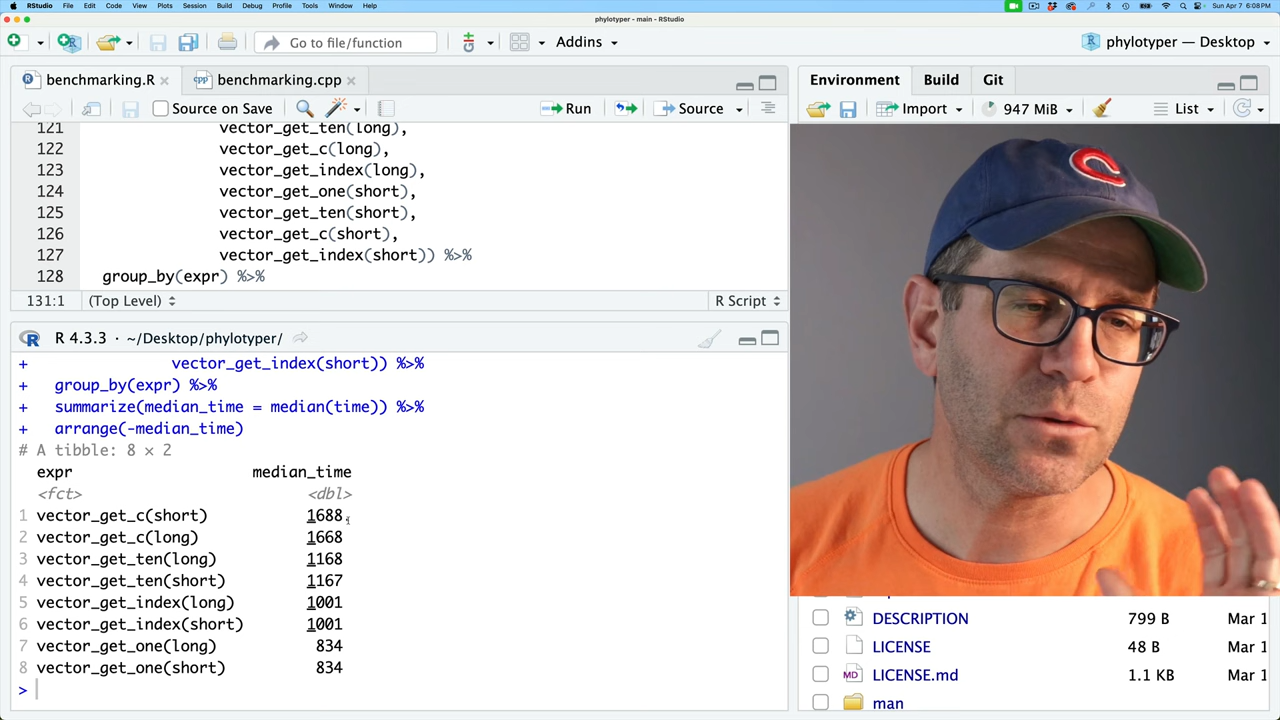 RStudio File Edit Code View Plots Session Build Debug Profile Tools Window Help Sun Apr 7 6:08 PM
phylotyper - main - RStudio
Go to file/function Addins phylotyper — Desktop
benchmarking.R benchmarking.cpp
Source on Save Run Source
121 vector_get_ten(long),
122 vector_get_c(long),
123 vector_get_index(long),
124 vector_get_one(short),
125 vector_get_ten(short),
126 vector_get_c(short),
127 vector_get_index(short)) %>%
128 group_by(expr) %>%
131:1 (Top Level) R Script
R 4.3.3 · ~/Desktop/phylotyper/
+ vector_get_index(short)) %>%
+ group_by(expr) %>%
+ summarize(median_time = median(time)) %>%
+ arrange(-median_time)
# A tibble: 8 × 2
expr median_time
<fct> <dbl>
1 vector_get_c(short) 1688
2 vector_get_c(long) 1668
3 vector_get_ten(long) 1168
4 vector_get_ten(short) 1167
5 vector_get_index(long) 1001
6 vector_get_index(short) 1001
7 vector_get_one(long) 834
8 vector_get_one(short) 834
>
Environment Build Git
Import 947 MiB List
C
DESCRIPTION 799 B Mar 1
LICENSE 48 B Mar 1
LICENSE.md 1.1 KB Mar 1
man